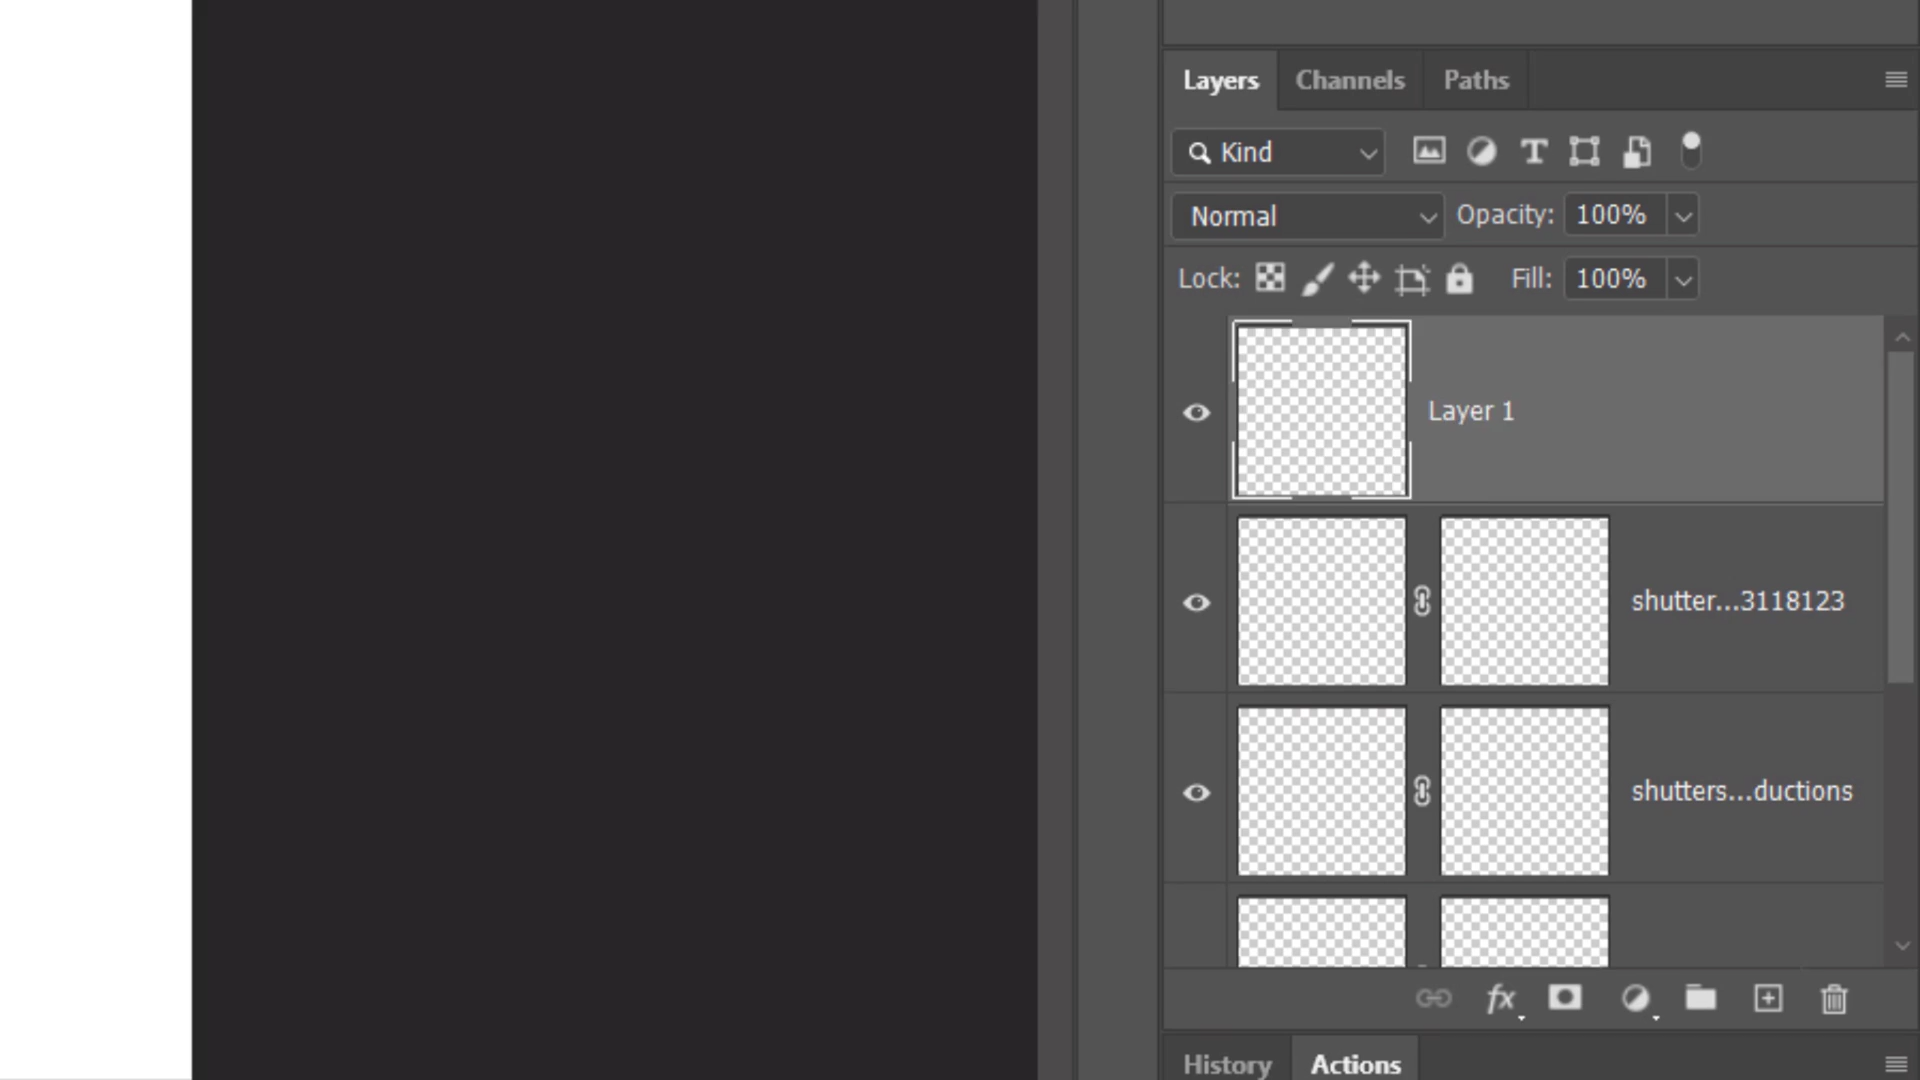 Layers Channels Paths
Kind
Normal Opacity: 100%
Lock: Fill: 100%
Layer 1
shutter...3118123
shutters...ductions
fx
History Actions